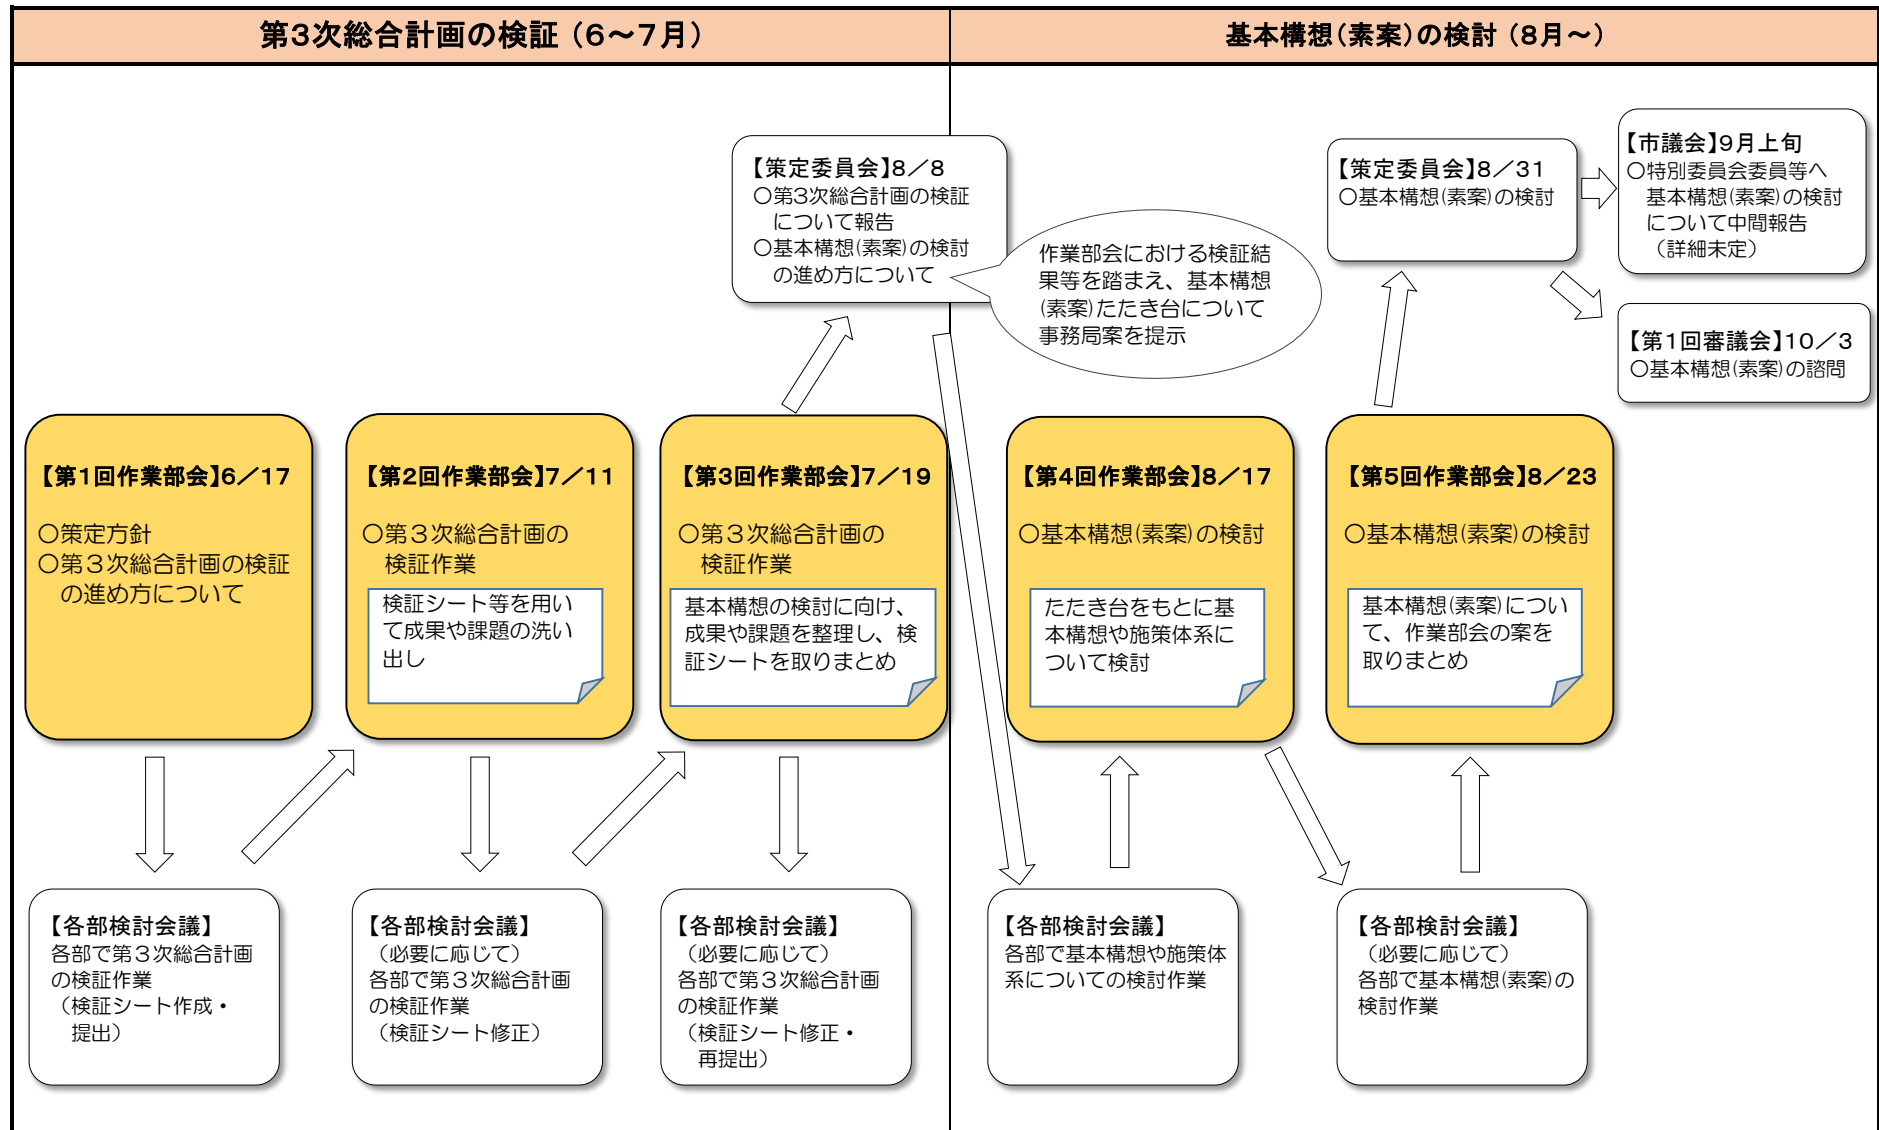 第3次総合計画の検証（6～7月）
基本構想（素案）の検討（8月～）
【策定委員会】8／8
○第3次総合計画の検証
について報告
○基本構想(素案)の検討
の進め方について
作業部会における検証結
果等を踏まえ、基本構想
(素案)たたき台について
事務局案を提示
【策定委員会】8／31
○基本構想(素案)の検討
【市議会】9月上旬
○特別委員会委員等へ
基本構想(素案)の検討
について中間報告
（詳細未定）
【第1回審議会】10／3
○基本構想(素案)の諮問
【第1回作業部会】6／17
○策定方針
○第３次総合計画の検証
の進め方について
【第2回作業部会】7／11
○第３次総合計画の
検証作業
検証シート等を用い
て成果や課題の洗い
出し
【第3回作業部会】7／19
○第３次総合計画の
検証作業
基本構想の検討に向け、
成果や課題を整理し、検
証シートを取りまとめ
【第4回作業部会】8／17
○基本構想(素案)の検討
たたき台をもとに基
本構想や施策体系に
ついて検討
【第5回作業部会】8／23
○基本構想(素案)の検討
基本構想(素案)につい
て、作業部会の案を
取りまとめ
【各部検討会議】
各部で第３次総合計画
の検証作業
（検証シート作成・
提出）
【各部検討会議】
（必要に応じて）
各部で第３次総合計画
の検証作業
（検証シート修正）
【各部検討会議】
（必要に応じて）
各部で第３次総合計画
の検証作業
（検証シート修正・
再提出）
【各部検討会議】
各部で基本構想や施策体
系についての検討作業
【各部検討会議】
（必要に応じて）
各部で基本構想(素案)の
検討作業